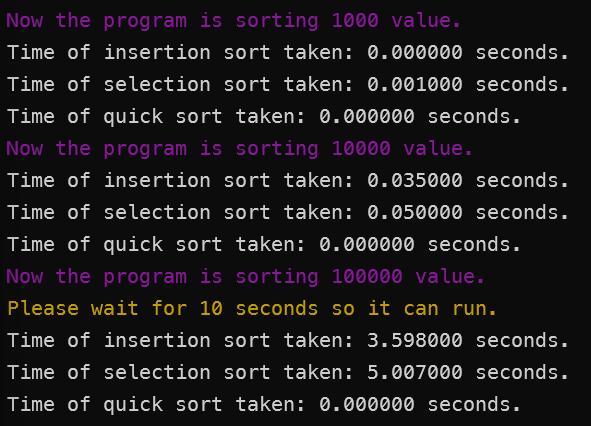 Now the program is sorting 1000 value.
Time of insertion sort taken: 0.000000 seconds.
Time of selection sort taken: 0.001000 seconds.
Time of quick sort taken: 0.000000 seconds.
Now the program is sorting 10000 value.
Time of insertion sort taken: 0.035000 seconds.
Time of selection sort taken: 0.050000 seconds.
Time of quick sort taken: 0.000000 seconds.
Now the program is sorting 100000 value.
Please wait for 10 seconds so it can run.
Time of insertion sort taken: 3.598000 seconds.
Time of selection sort taken: 5.007000 seconds.
Time of quick sort taken: 0.000000 seconds.